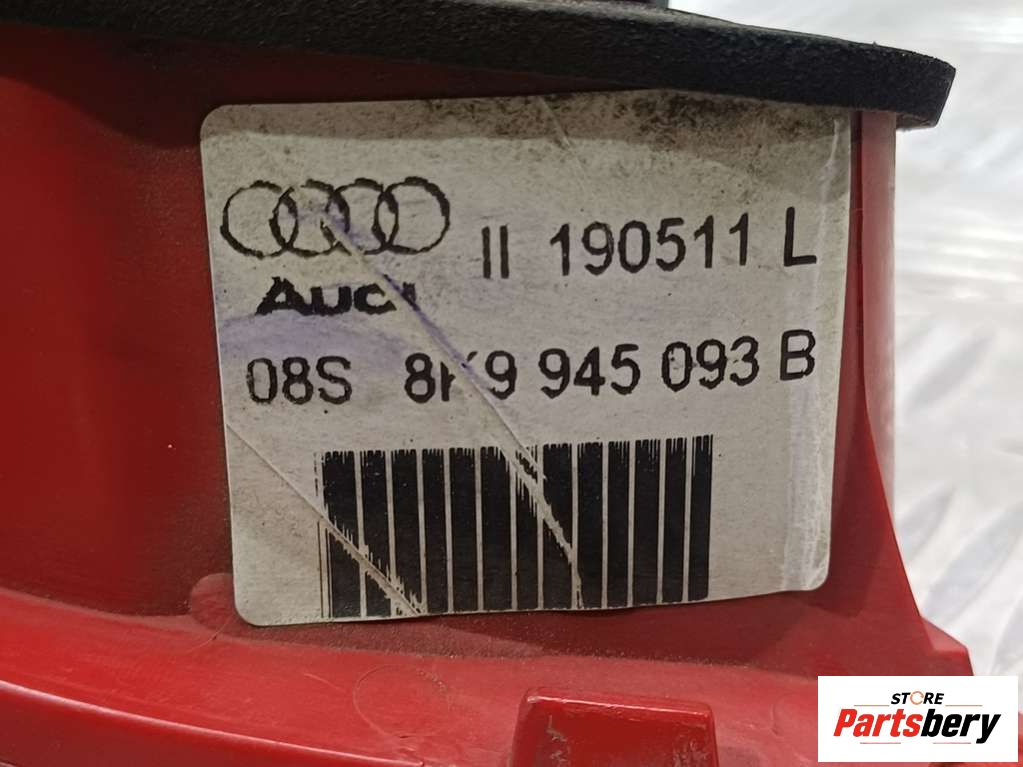 II 190511 L
Audi
08S 8K9 945 093 B
STORE
Partsbery